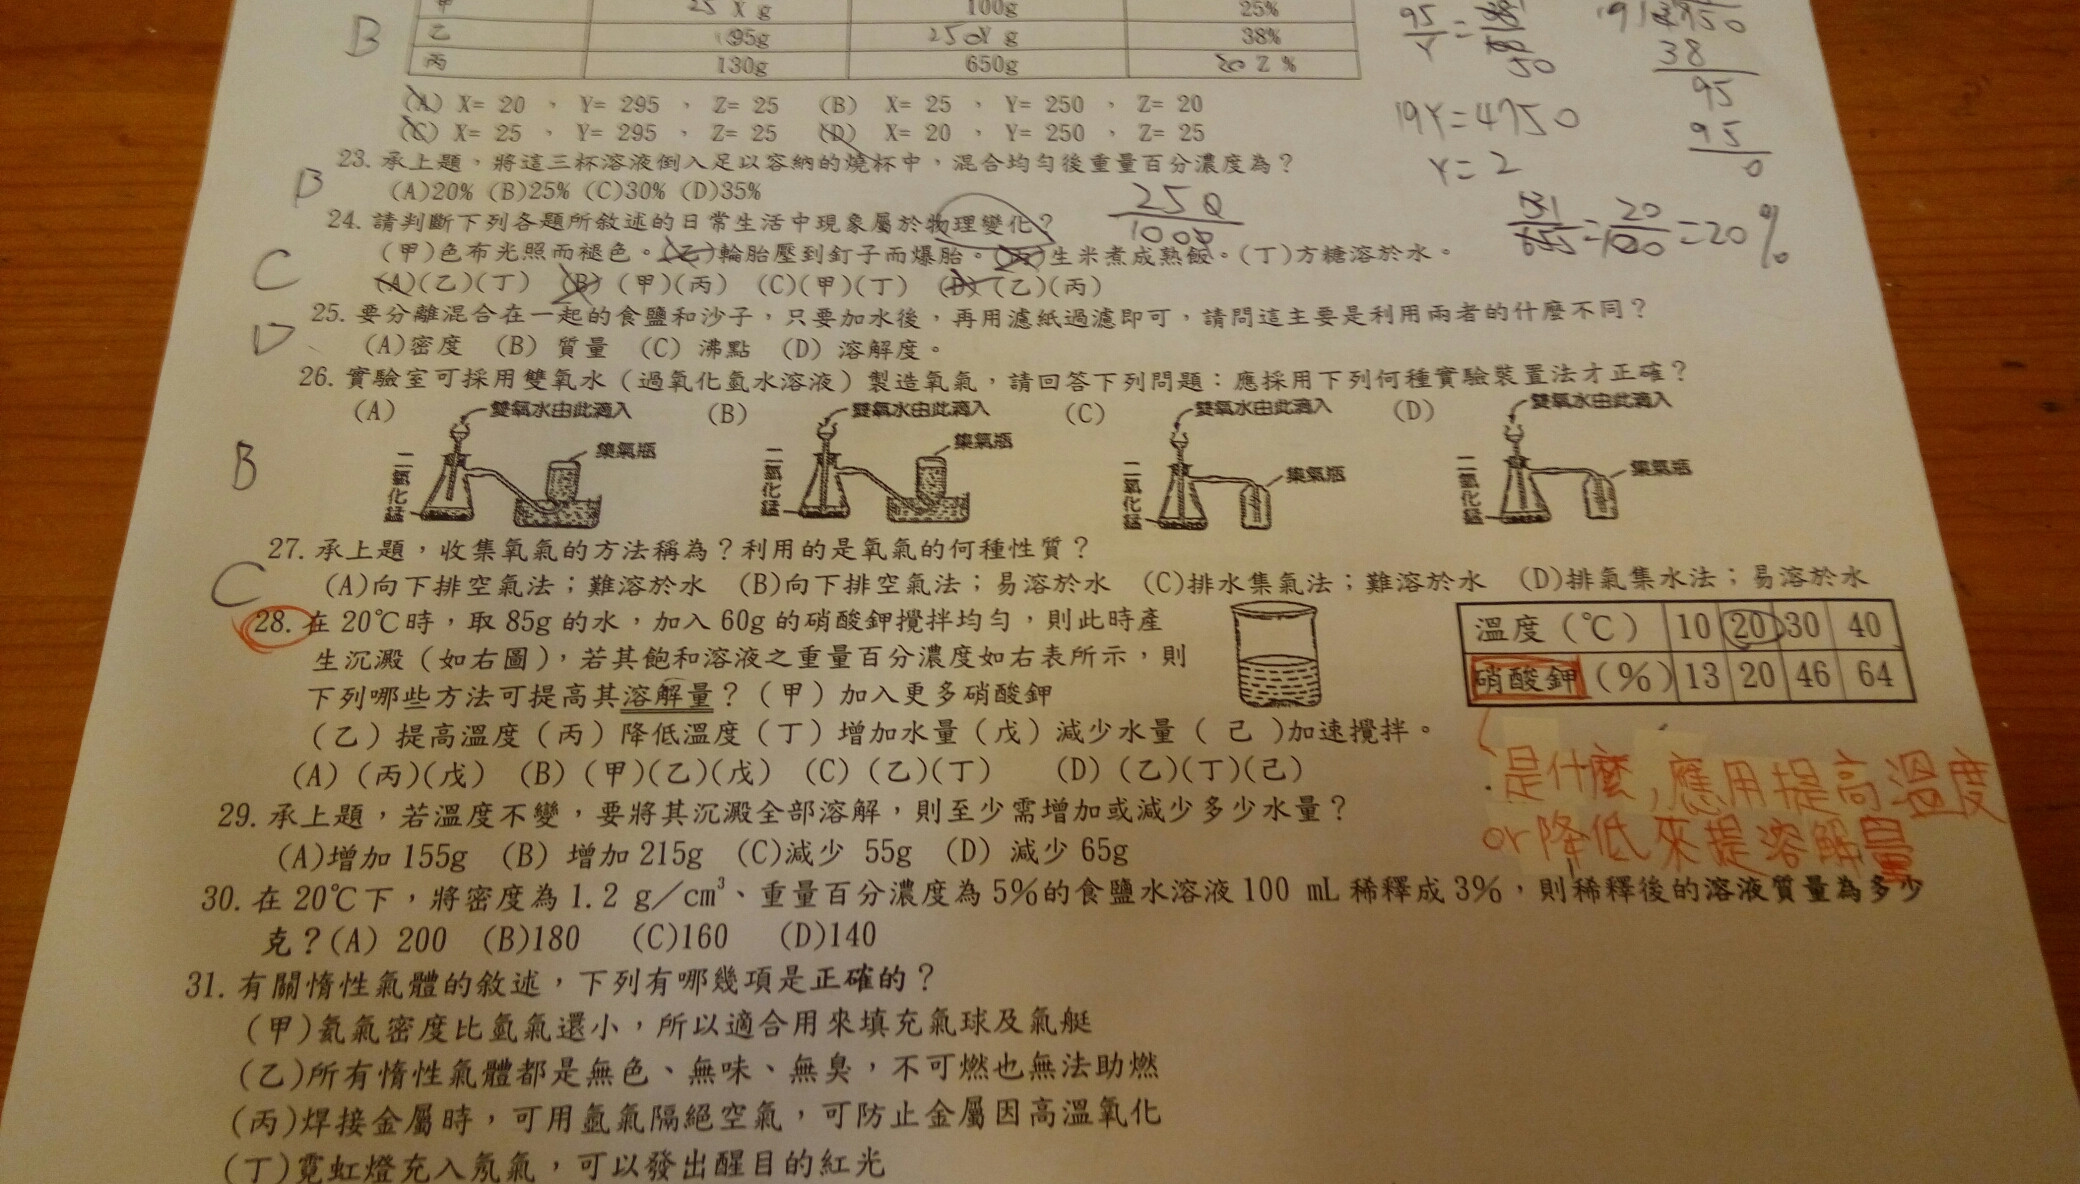 甲 25 X g 100g 25%
乙 95g 250Y g 38%
丙 130g 650g 20 Z %
B
(A) X= 20 , Y= 295 , Z= 25 (B) X= 25 , Y= 250 , Z= 20
(C) X= 25 , Y= 295 , Z= 25 (D) X= 20 , Y= 250 , Z= 25
19Y=4750
Y=2
38
95
95
0
B
23. 承上題，將這三杯溶液倒入足以容納的燒杯中，混合均勻後重量百分濃度為？
(A)20% (B)25% (C)30% (D)35%
250
1000
20
=20%
24. 請判斷下列各題所敘述的日常生活中現象屬於物理變化？
(甲)色布光照而褪色。(乙)輪胎壓到釘子而爆胎。(丙)生米煮成熟飯。(丁)方糖溶於水。
C
(A)(乙)(丁) (B) (甲)(丙) (C)(甲)(丁) (D) (乙)(丙)
25. 要分離混合在一起的食鹽和沙子，只要加水後，再用濾紙過濾即可，請問這主要是利用兩者的什麼不同？
D
(A)密度 (B) 質量 (C) 沸點 (D) 溶解度。
26. 實驗室可採用雙氧水（過氧化氫水溶液）製造氧氣，請回答下列問題：應採用下列何種實驗裝置法才正確？
(A) 雙氧水由此滴入 (B) 雙氧水由此滴入 (C) 雙氧水由此滴入 (D) 雙氧水由此滴入
集氣瓶 集氣瓶 集氣瓶 集氣瓶
B
二氧化錳 二氧化錳 二氧化錳 二氧化錳
27. 承上題，收集氧氣的方法稱為？利用的是氧氣的何種性質？
C
(A)向下排空氣法；難溶於水 (B)向下排空氣法；易溶於水 (C)排水集氣法；難溶於水 (D)排氣集水法；易溶於水
28. 在 20℃時，取 85g 的水，加入 60g 的硝酸鉀攪拌均勻，則此時產
生沉澱（如右圖），若其飽和溶液之重量百分濃度如右表所示，則
下列哪些方法可提高其溶解量？（甲）加入更多硝酸鉀
（乙）提高溫度（丙）降低溫度（丁）增加水量（戊）減少水量（ 己 )加速攪拌。
溫度（℃） 10 20 30 40
硝酸鉀（%） 13 20 46 64
是什麼,應用提高溫度
or降低來提溶解量
(A) (丙)(戊) (B) (甲)(乙)(戊) (C) (乙)(丁) (D) (乙)(丁)(己)
29. 承上題，若溫度不變，要將其沉澱全部溶解，則至少需增加或減少多少水量？
(A)增加 155g (B) 增加 215g (C)減少 55g (D) 減少 65g
30. 在 20℃下，將密度為 1.2 g／cm³、重量百分濃度為 5%的食鹽水溶液 100 mL 稀釋成 3%，則稀釋後的溶液質量為多少
克？(A) 200 (B)180 (C)160 (D)140
31. 有關惰性氣體的敘述，下列有哪幾項是正確的？
(甲)氦氣密度比氫氣還小，所以適合用來填充氣球及氣艇
(乙)所有惰性氣體都是無色、無味、無臭，不可燃也無法助燃
(丙)焊接金屬時，可用氬氣隔絕空氣，可防止金屬因高溫氧化
(丁)霓虹燈充入氖氣，可以發出醒目的紅光